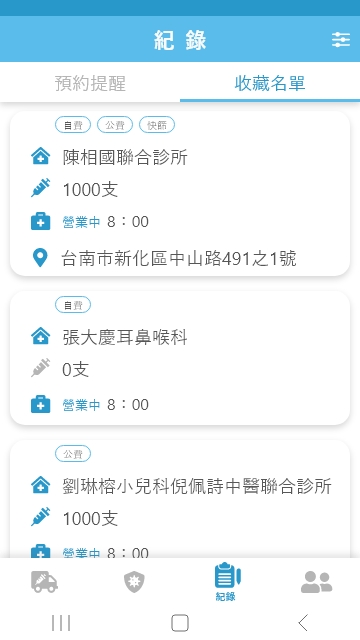 紀錄
預約提醒 收藏名單
自費 公費 快篩
陳相國聯合診所
1000支
營業中 8：00
台南市新化區中山路491之1號
自費
張大慶耳鼻喉科
0支
營業中 8：00
公費
劉琳榕小兒科倪佩詩中醫聯合診所
1000支
營業中 8：00
紀錄